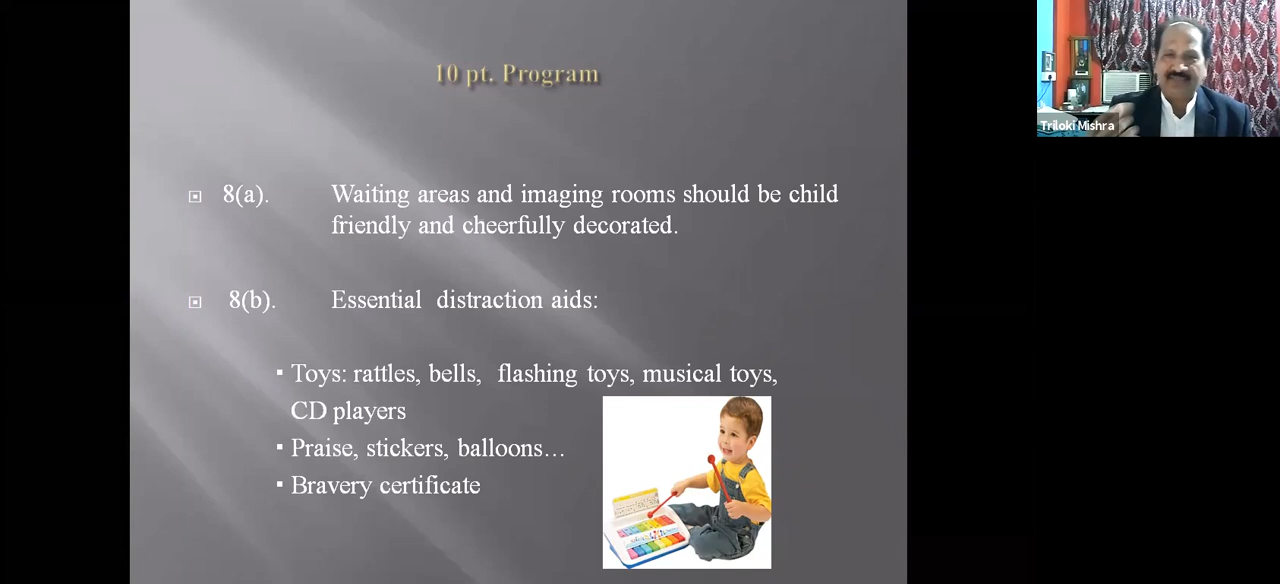 10 pt. Program
Triloki Mishra
8(a). Waiting areas and imaging rooms should be child
friendly and cheerfully decorated.
8(b). Essential distraction aids:
▪ Toys: rattles, bells, flashing toys, musical toys,
CD players
▪ Praise, stickers, balloons…
▪ Bravery certificate